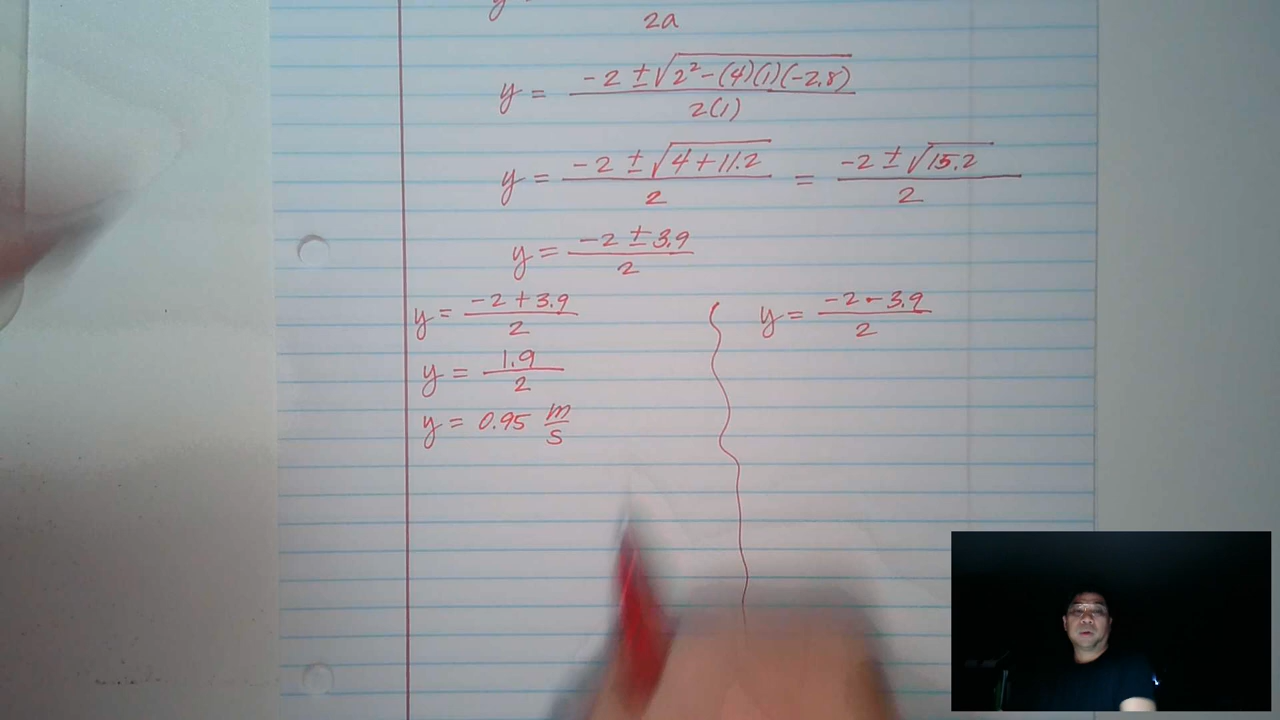 2a
y = -2 ± √2² - (4)(1)(-2.8)
2(1)
y = -2 ± √4 + 11.2 = -2 ± √15.2
2 2
y = -2 ± 3.9
2
y = -2 + 3.9
2
y = -2 - 3.9
2
y = 1.9
2
y = 0.95 m
s